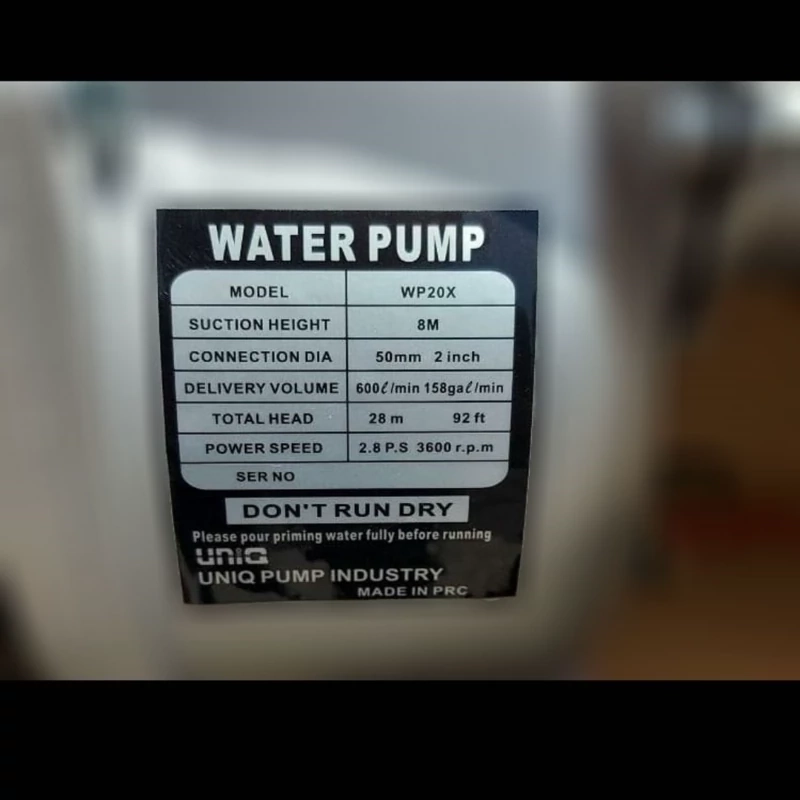 WATER PUMP
MODEL WP20X
SUCTION HEIGHT 8M
CONNECTION DIA 50mm 2 inch
DELIVERY VOLUME 600ℓ/min 158gaℓ/min
TOTAL HEAD 28 m 92 ft
POWER SPEED 2.8 P.S 3600 r.p.m
SER NO
DON'T RUN DRY
Please pour priming water fully before running
UNIQ
UNIQ PUMP INDUSTRY
MADE IN PRC